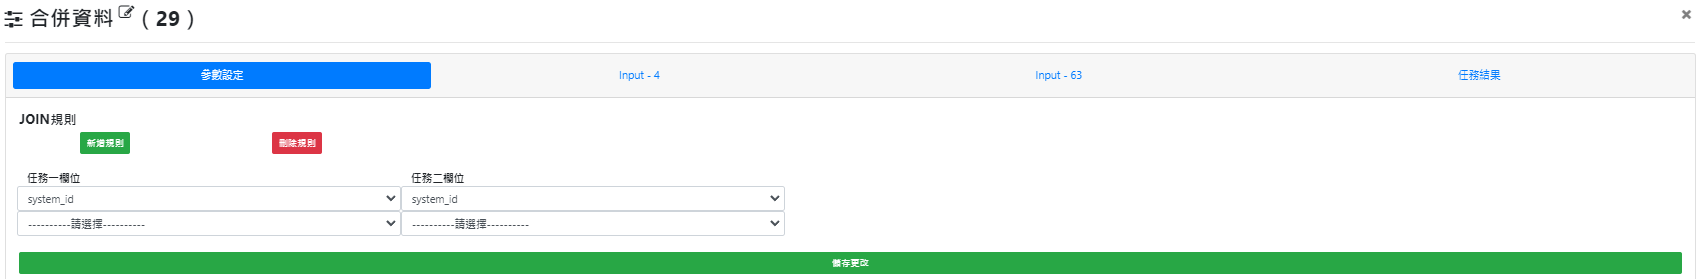 合併資料 ( 29 )
×
參數設定 Input - 4 Input - 63 任務結果
JOIN規則
新增規則 刪除規則
任務一欄位 任務二欄位
system_id system_id
----------請選擇---------- ----------請選擇----------
儲存更改